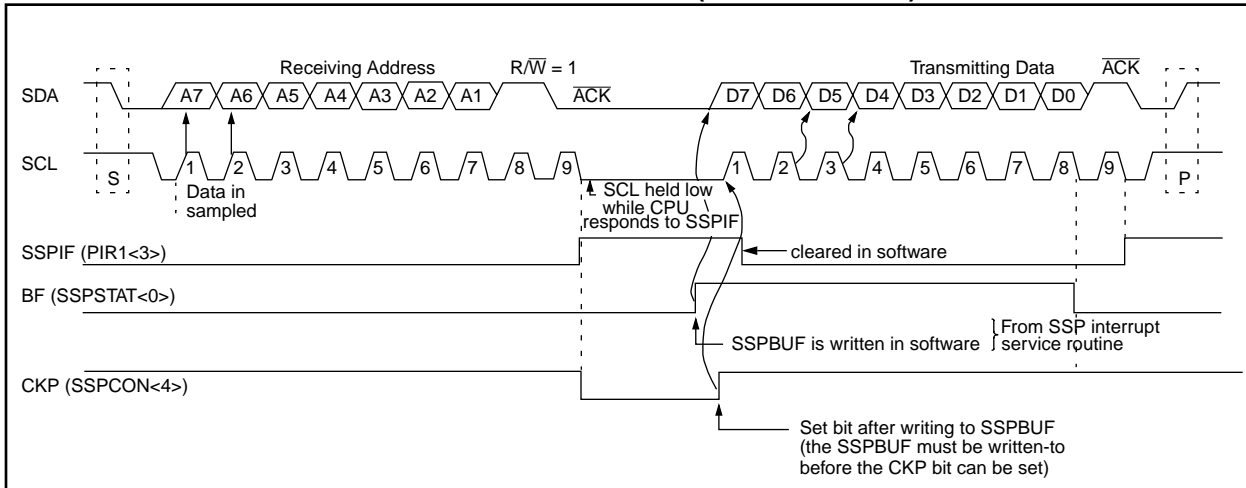 Receiving Address R/W̅ = 1 Transmitting Data A̅C̅K̅
SDA A7 A6 A5 A4 A3 A2 A1 A̅C̅K̅ D7 D6 D5 D4 D3 D2 D1 D0
SCL S 1 2 3 4 5 6 7 8 9 1 2 3 4 5 6 7 8 9 P
Data in
sampled
SCL held low
while CPU
responds to SSPIF
SSPIF (PIR1<3>)
cleared in software
BF (SSPSTAT<0>)
SSPBUF is written in software
From SSP interrupt
service routine
CKP (SSPCON<4>)
Set bit after writing to SSPBUF
(the SSPBUF must be written-to
before the CKP bit can be set)